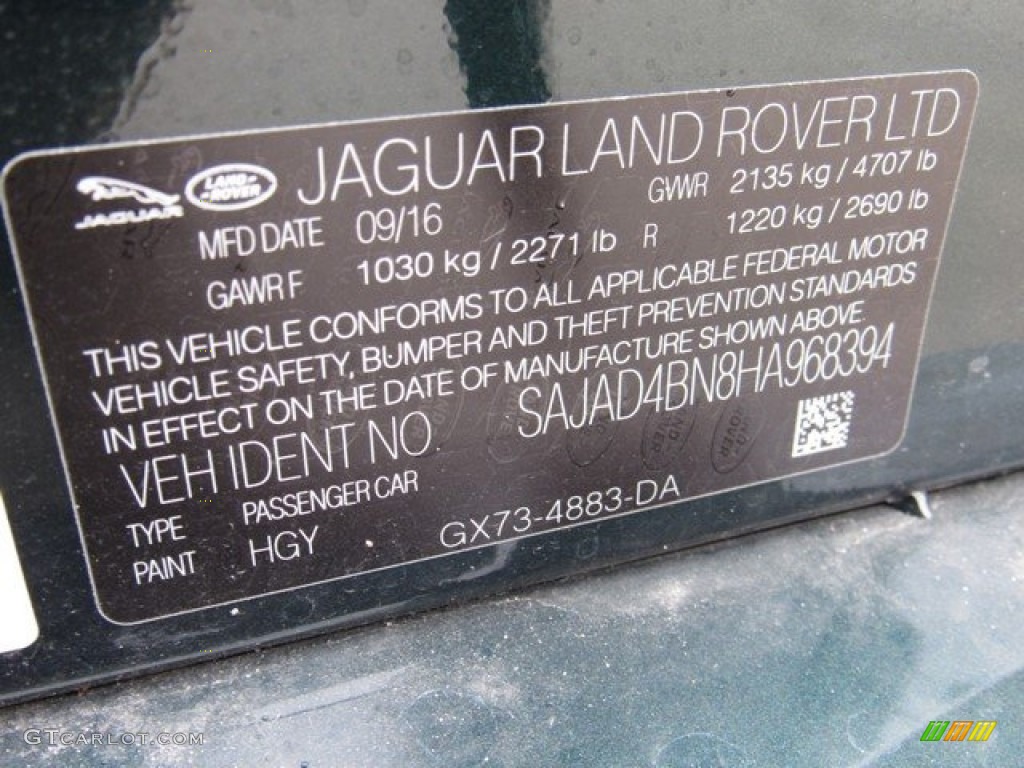 JAGUAR LAND ROVER JAGUAR LAND ROVER LTD
MFD DATE 09/16 GVWR 2135 kg / 4707 lb
GAWR F 1030 kg / 2271 lb R 1220 kg / 2690 lb
THIS VEHICLE CONFORMS TO ALL APPLICABLE FEDERAL MOTOR
VEHICLE SAFETY, BUMPER AND THEFT PREVENTION STANDARDS
IN EFFECT ON THE DATE OF MANUFACTURE SHOWN ABOVE
VEH IDENT NO SAJAD4BN8HA968394
TYPE PASSENGER CAR
PAINT HGY GX73-4883-DA
GTCARLOT.COM